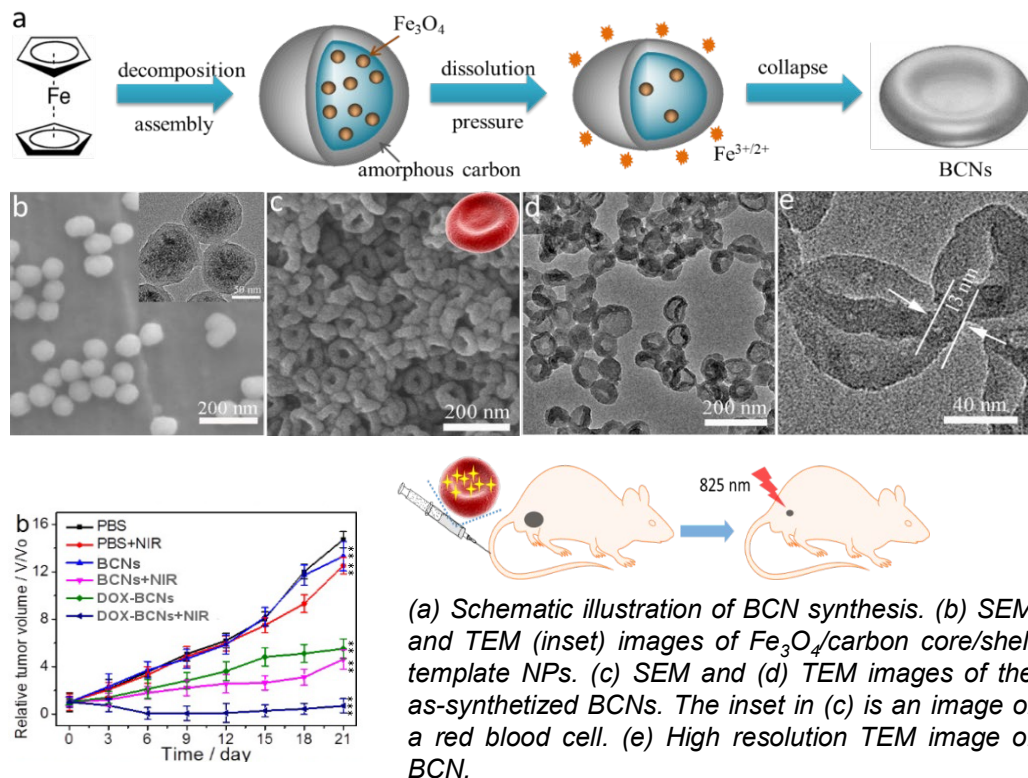 a
Fe
Fe₃O₄
decomposition
assembly
amorphous carbon
dissolution
pressure
Fe³⁺/²⁺
collapse
BCNs
b
50 nm
200 nm
c
200 nm
d
200 nm
e
13 nm
40 nm
b
Relative tumor volume / V/Vo
16
12
8
4
0
PBS
PBS+NIR
BCNs
BCNs+NIR
DOX-BCNs
DOX-BCNs+NIR
* * * * * * * * * * *
0 3 6 9 12 15 18 21
Time / day
825 nm
(a) Schematic illustration of BCN synthesis. (b) SEM
and TEM (inset) images of Fe₃O₄/carbon core/shell
template NPs. (c) SEM and (d) TEM images of the
as-synthetized BCNs. The inset in (c) is an image o
a red blood cell. (e) High resolution TEM image o
BCN.